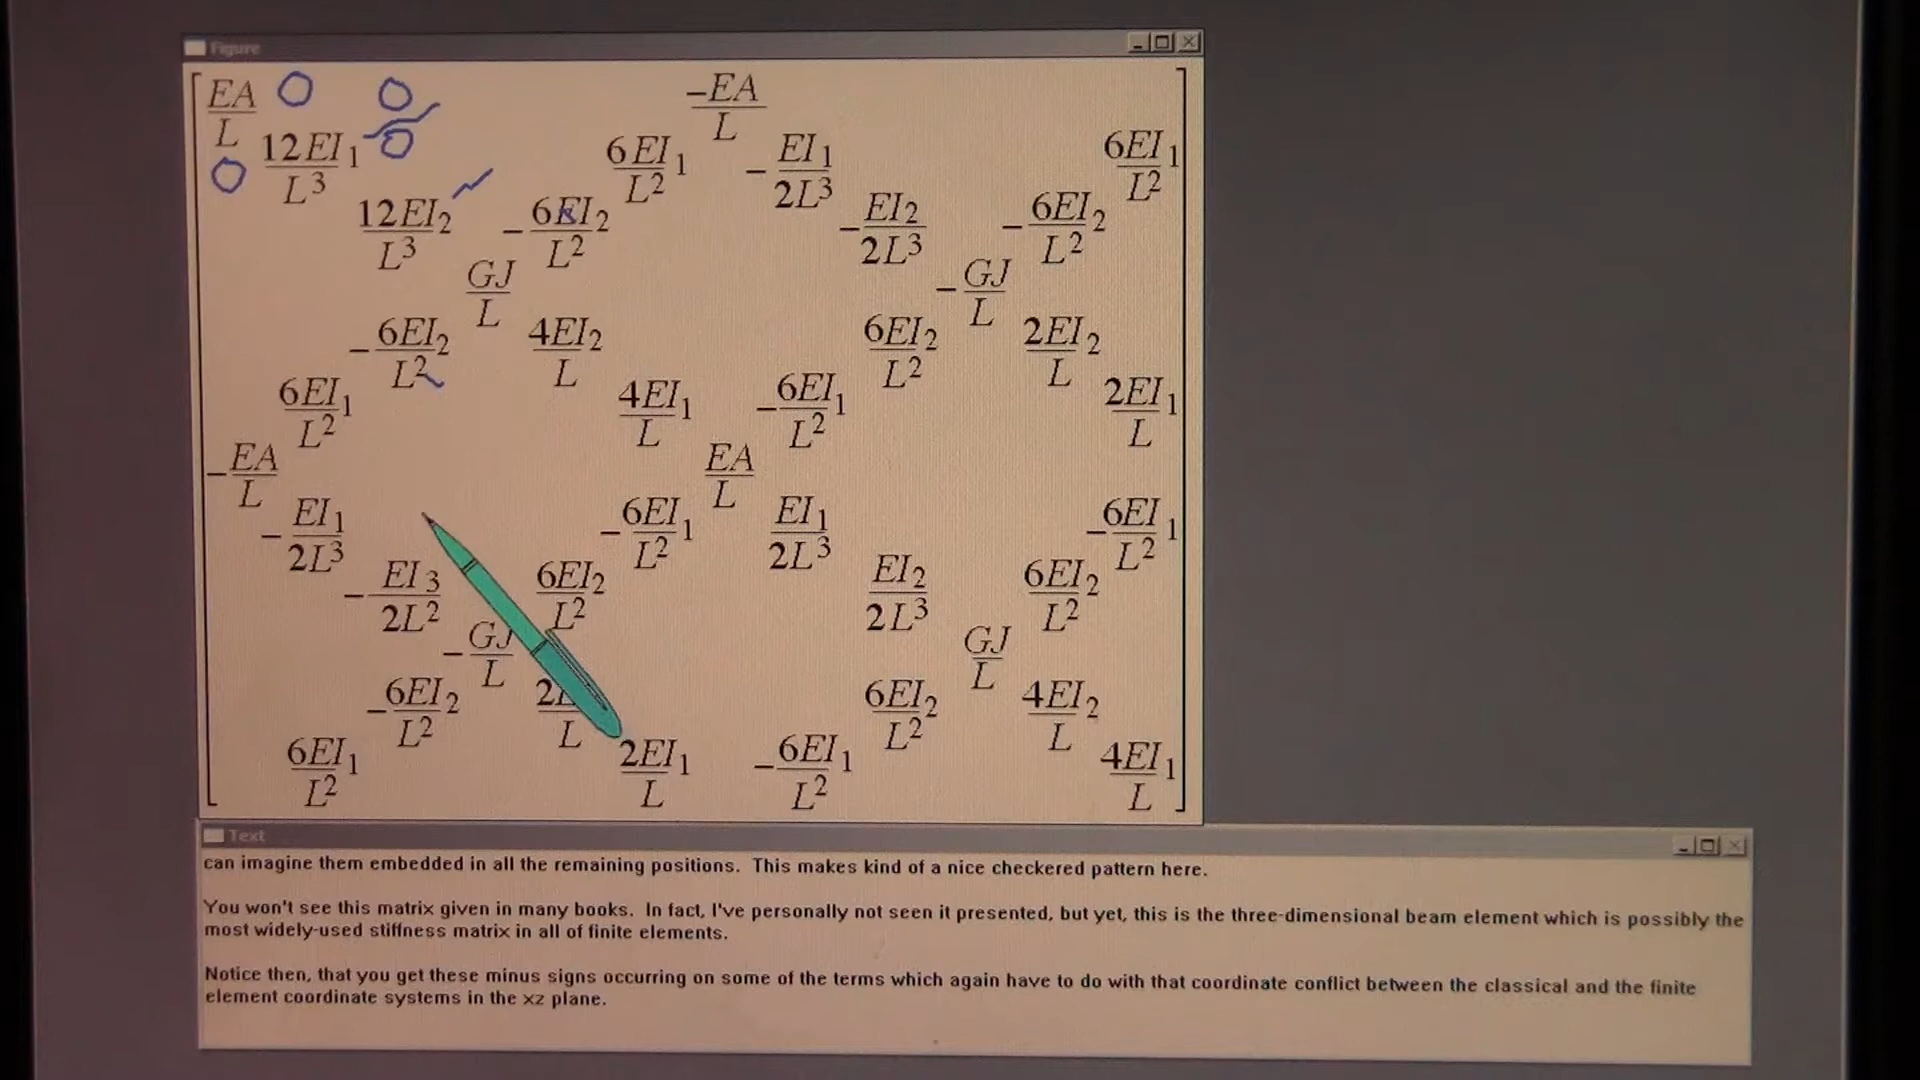 Figure
EA/L 0 0 -EA/L
12EI1/L3 0 6EI1/L2 -EI1/2L3 6EI1/L2
0
12EI2/L3 -6EI2/L2 -EI2/2L3 -6EI2/L2
GJ/L -GJ/L
-6EI2/L2 4EI2/L 6EI2/L2 2EI2/L
6EI1/L2 4EI1/L -6EI1/L2 2EI1/L
-EA/L EA/L
-EI1/2L3 -6EI1/L2 EI1/2L3 -6EI1/L2
-EI3/2L2 6EI2/L2 EI2/2L3 6EI2/L2
-GJ/L GJ/L
-6EI2/L2 2 L 6EI2/L2 4EI2/L
6EI1/L2 2EI1/L -6EI1/L2 4EI1/L
Text
can imagine them embedded in all the remaining positions. This makes kind of a nice checkered pattern here.
You won't see this matrix given in many books. In fact, I've personally not seen it presented, but yet, this is the three-dimensional beam element which is possibly the
most widely-used stiffness matrix in all of finite elements.
Notice then, that you get these minus signs occurring on some of the terms which again have to do with that coordinate conflict between the classical and the finite
element coordinate systems in the xz plane.